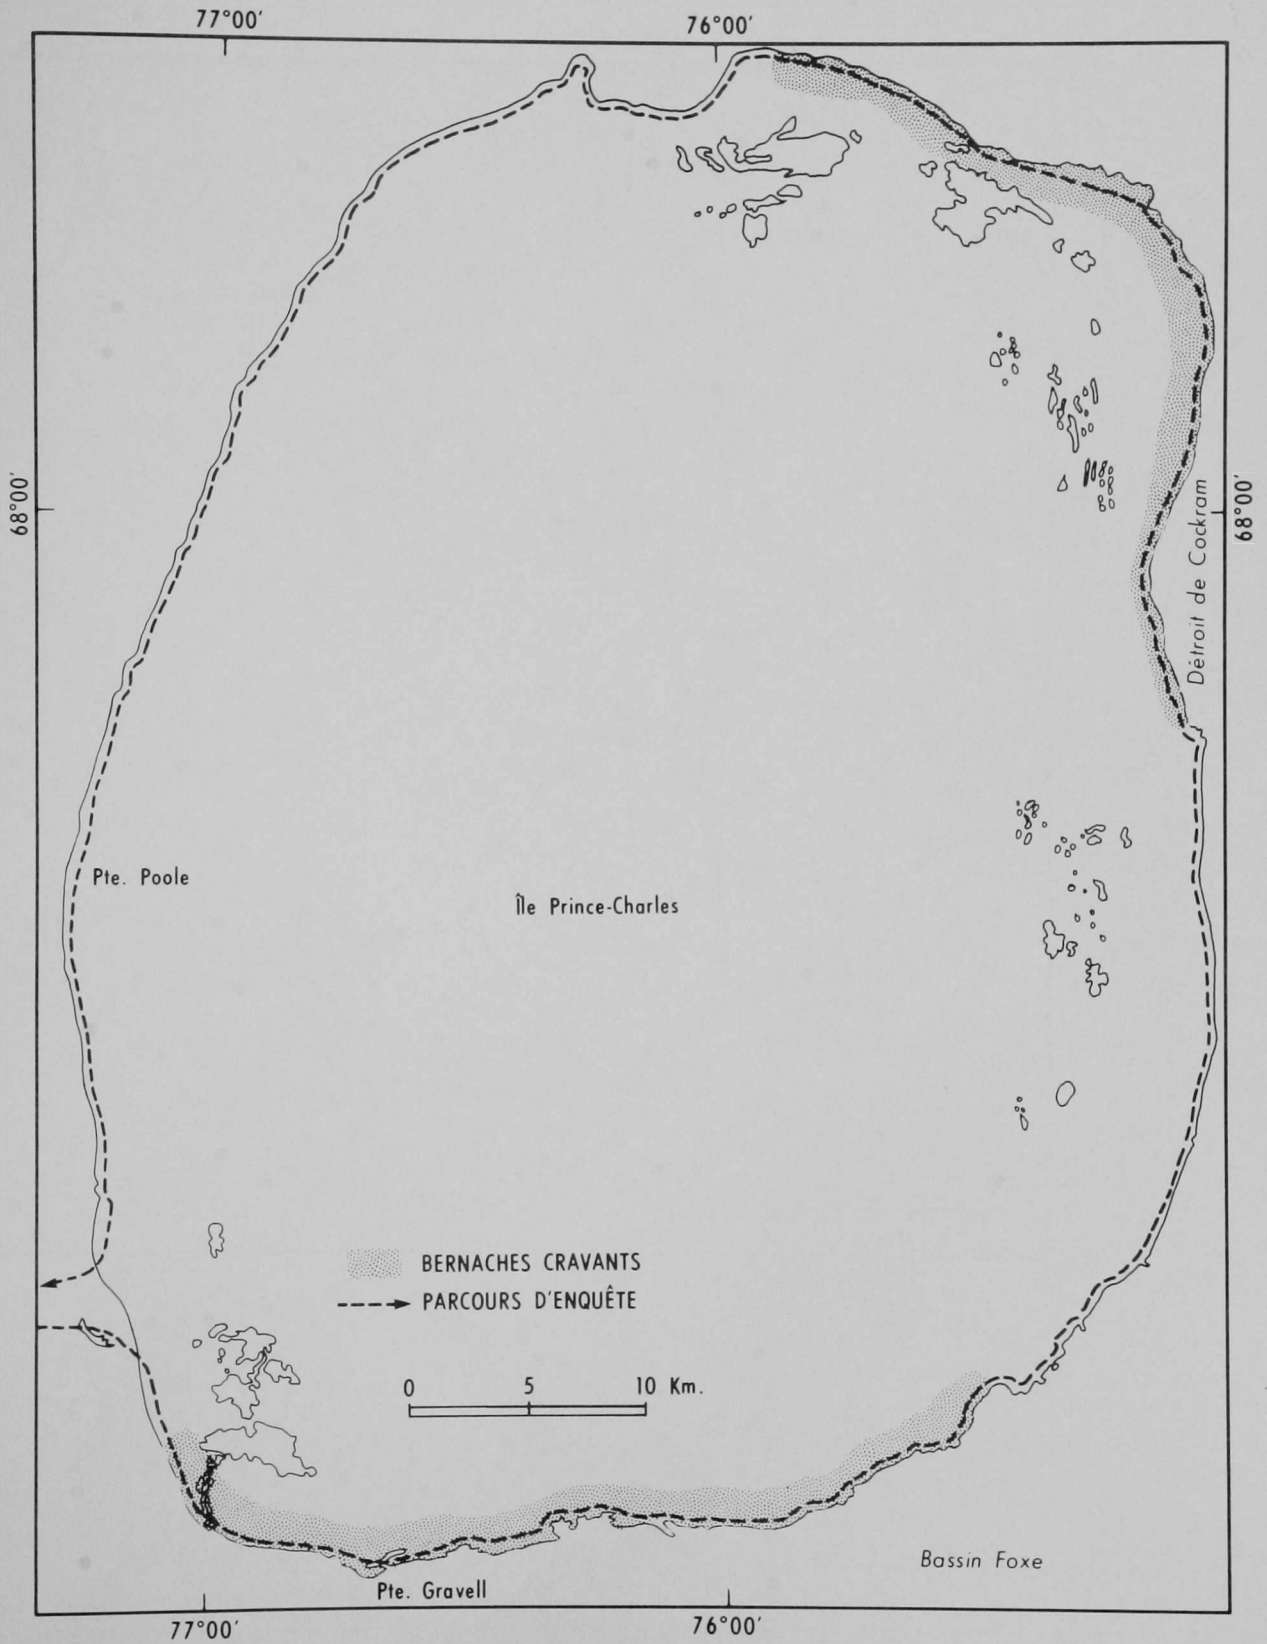 77°00′
76°00′
68°00′
68°00′
Détroit de Cockram
Pte. Poole
Île Prince-Charles
BERNACHES CRAVANTS
PARCOURS D'ENQUÊTE
0 5 10 Km.
Bassin Foxe
Pte. Gravell
77°00′
76°00′